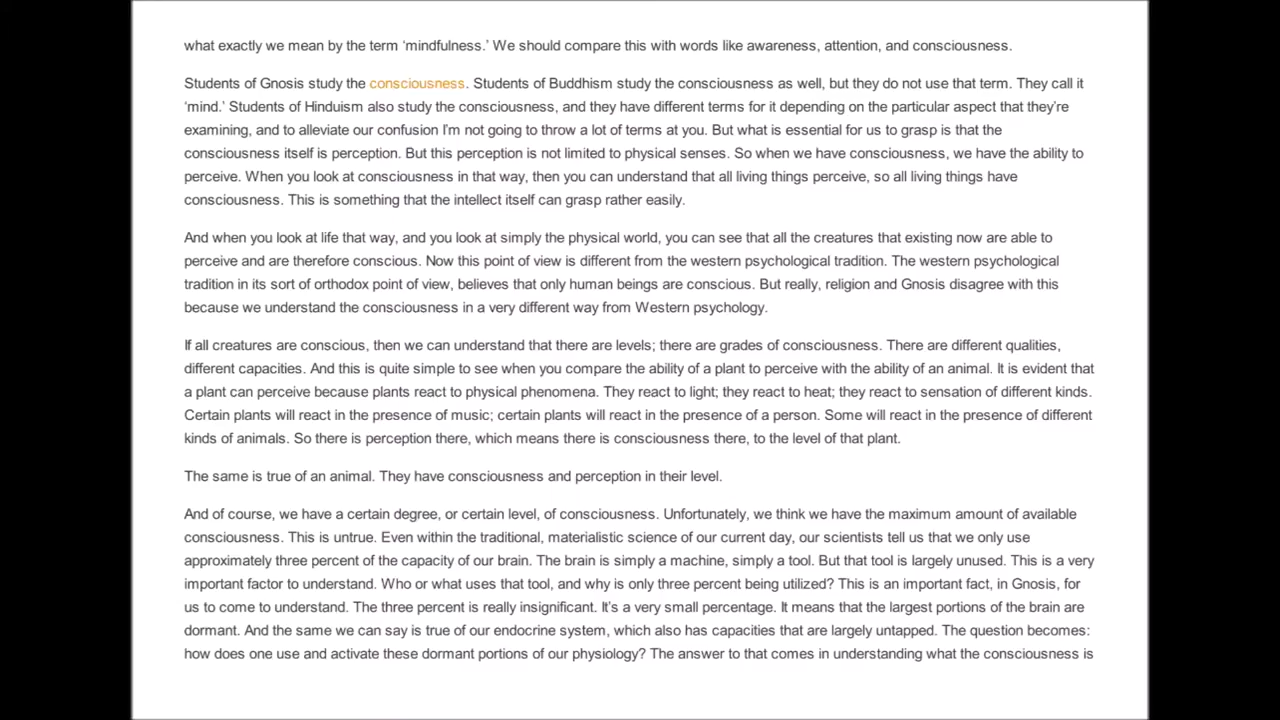 what exactly we mean by the term ‘mindfulness.’ We should compare this with words like awareness, attention, and consciousness.
Students of Gnosis study the consciousness. Students of Buddhism study the consciousness as well, but they do not use that term. They call it
‘mind.’ Students of Hinduism also study the consciousness, and they have different terms for it depending on the particular aspect that they’re
examining, and to alleviate our confusion I’m not going to throw a lot of terms at you. But what is essential for us to grasp is that the
consciousness itself is perception. But this perception is not limited to physical senses. So when we have consciousness, we have the ability to
perceive. When you look at consciousness in that way, then you can understand that all living things perceive, so all living things have
consciousness. This is something that the intellect itself can grasp rather easily.
And when you look at life that way, and you look at simply the physical world, you can see that all the creatures that existing now are able to
perceive and are therefore conscious. Now this point of view is different from the western psychological tradition. The western psychological
tradition in its sort of orthodox point of view, believes that only human beings are conscious. But really, religion and Gnosis disagree with this
because we understand the consciousness in a very different way from Western psychology.
If all creatures are conscious, then we can understand that there are levels; there are grades of consciousness. There are different qualities,
different capacities. And this is quite simple to see when you compare the ability of a plant to perceive with the ability of an animal. It is evident that
a plant can perceive because plants react to physical phenomena. They react to light; they react to heat; they react to sensation of different kinds.
Certain plants will react in the presence of music; certain plants will react in the presence of a person. Some will react in the presence of different
kinds of animals. So there is perception there, which means there is consciousness there, to the level of that plant.
The same is true of an animal. They have consciousness and perception in their level.
And of course, we have a certain degree, or certain level, of consciousness. Unfortunately, we think we have the maximum amount of available
consciousness. This is untrue. Even within the traditional, materialistic science of our current day, our scientists tell us that we only use
approximately three percent of the capacity of our brain. The brain is simply a machine, simply a tool. But that tool is largely unused. This is a very
important factor to understand. Who or what uses that tool, and why is only three percent being utilized? This is an important fact, in Gnosis, for
us to come to understand. The three percent is really insignificant. It’s a very small percentage. It means that the largest portions of the brain are
dormant. And the same we can say is true of our endocrine system, which also has capacities that are largely untapped. The question becomes:
how does one use and activate these dormant portions of our physiology? The answer to that comes in understanding what the consciousness is